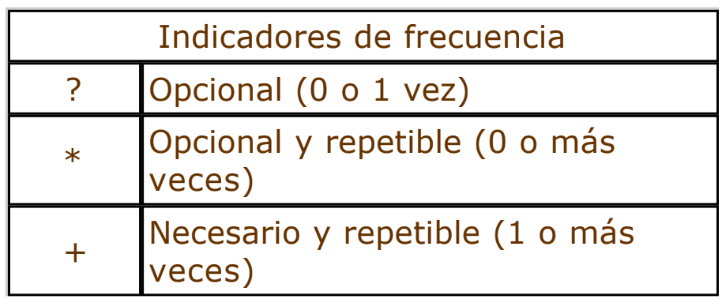 Indicadores de frecuencia
?
Opcional (0 o 1 vez)
*
Opcional y repetible (0 o más
veces)
+
Necesario y repetible (1 o más
veces)